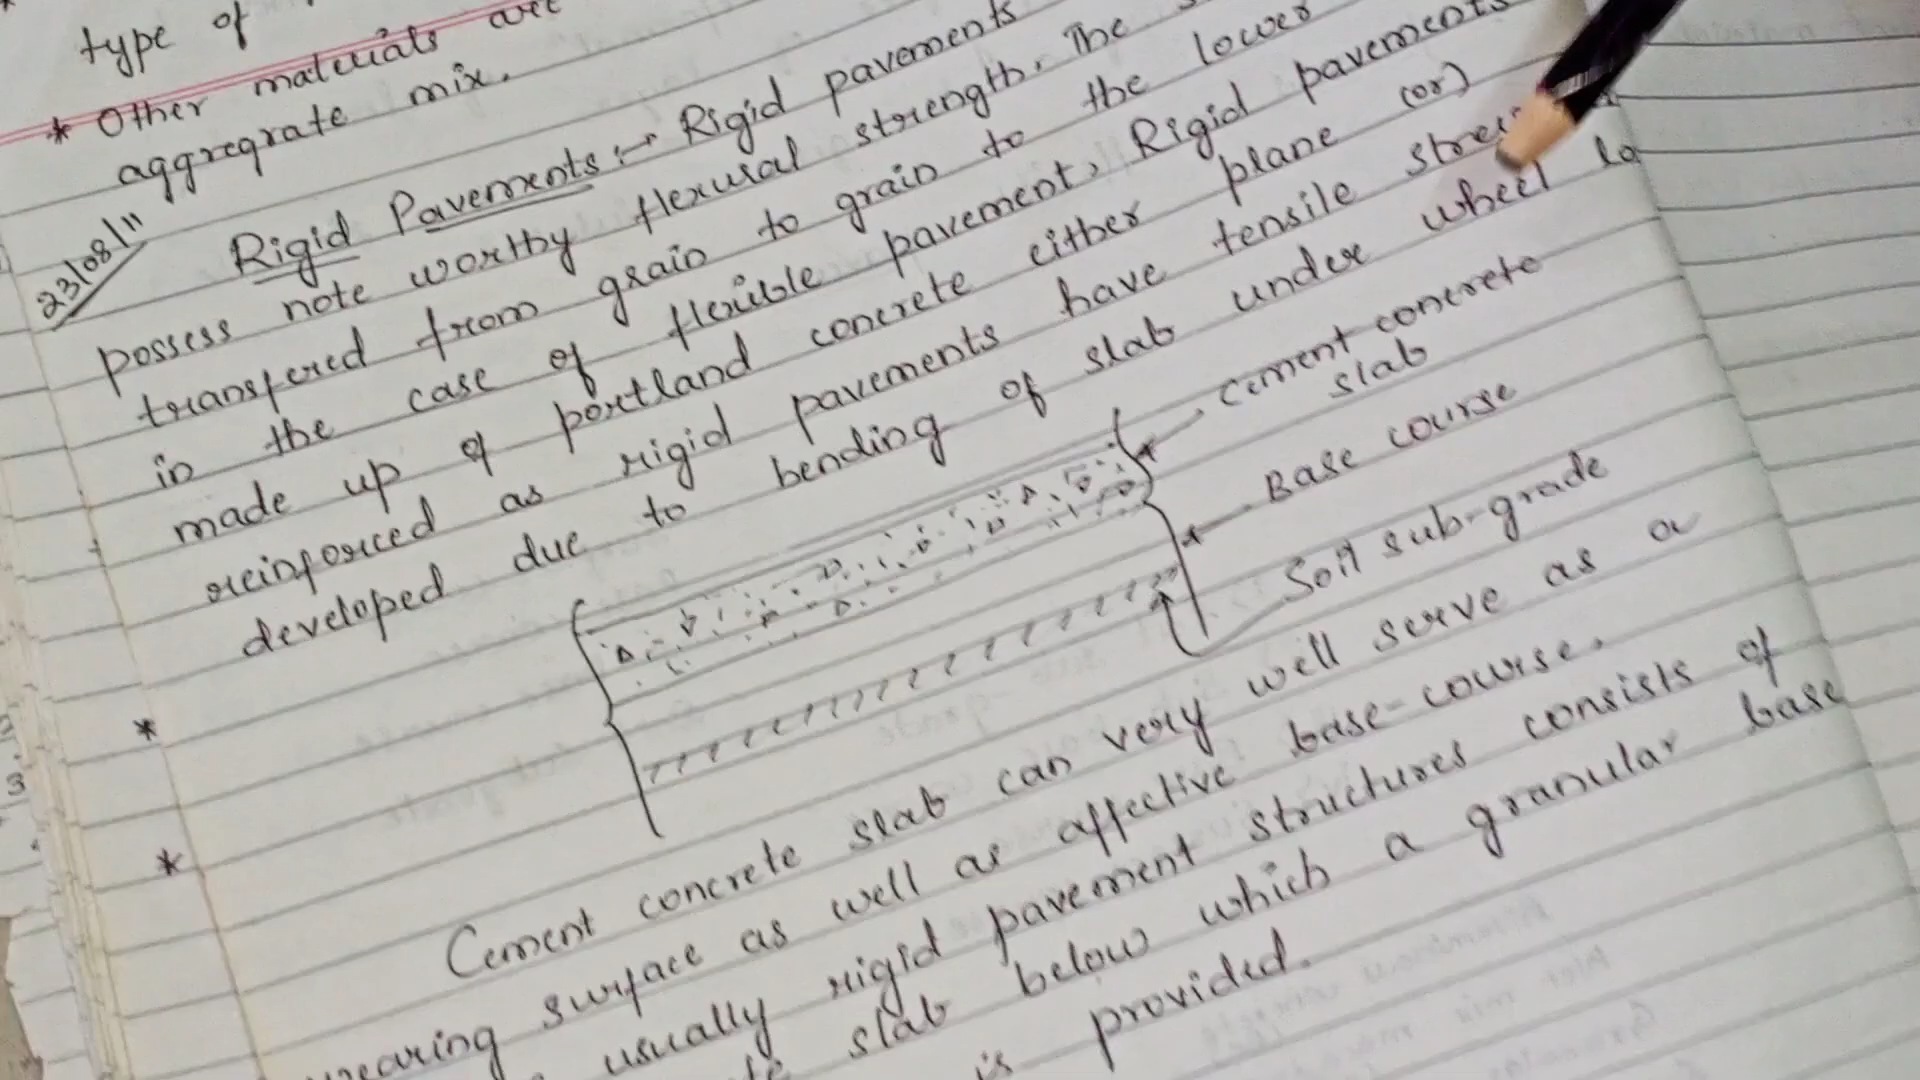 type of
* Other materials are
aggregrate mix.
23/08/11
Rigid Pavements :- Rigid pavements
possess note worthy flexural strength. The
transfered from grain to grain to the lower
in the case of flexible pavement, Rigid pavements
made up of portland concrete either plane (or)
reinforced as rigid pavements have tensile
developed due to bending of slab under wheel lo
cement concrete
slab
Base course
Soil sub-grade
*
*
Cement concrete slab can very well serve as a
wearing surface as well as affective base-course.
usually rigid pavement structures consists of
slab below which a granular base
is provided.